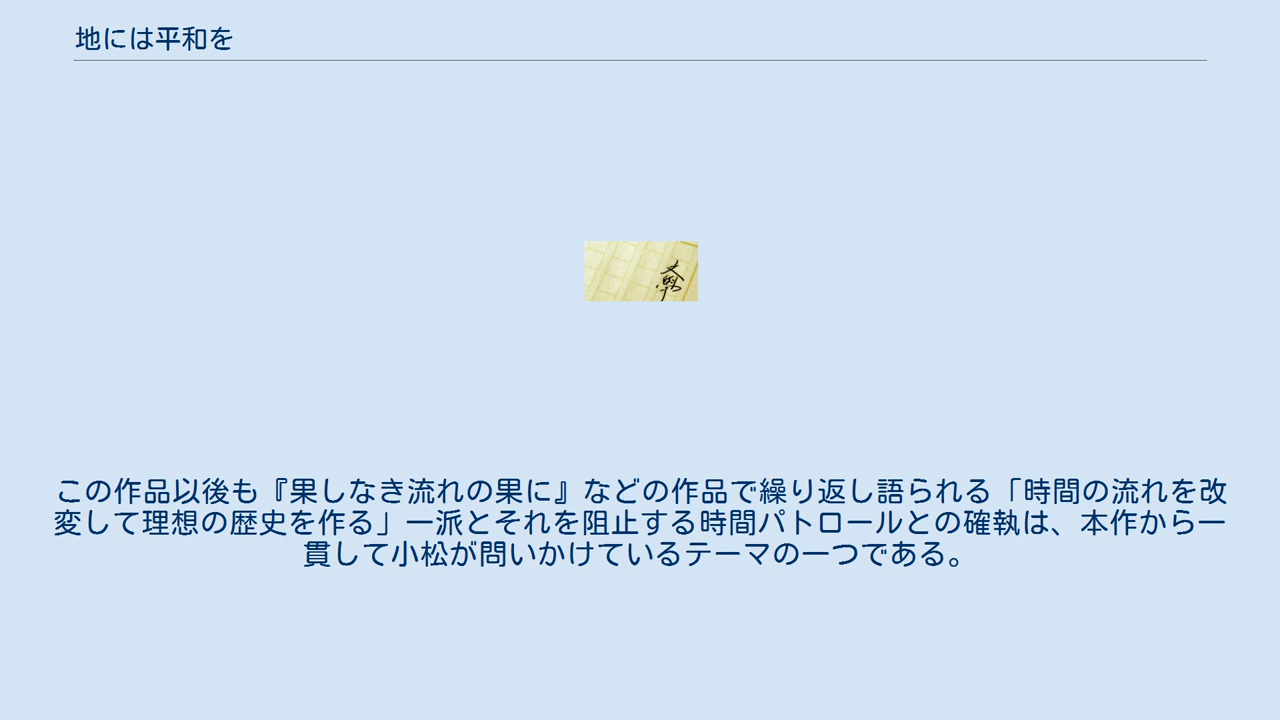 地には平和を
この作品以後も『果しなき流れの果に』などの作品で繰り返し語られる「時間の流れを改
変して理想の歴史を作る」一派とそれを阻止する時間パトロールとの確執は、本作から一
貫して小松が問いかけているテーマの一つである。